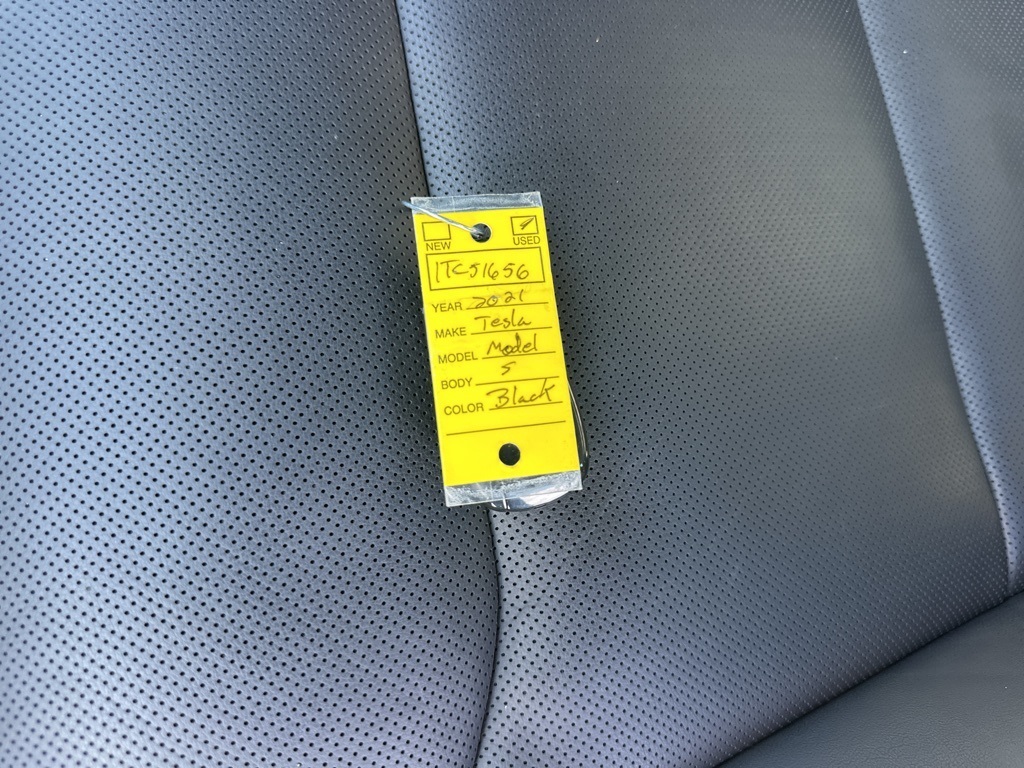 NEW USED
ITC51656
YEAR 2021
MAKE Tesla
MODEL Model
BODY S
COLOR Black